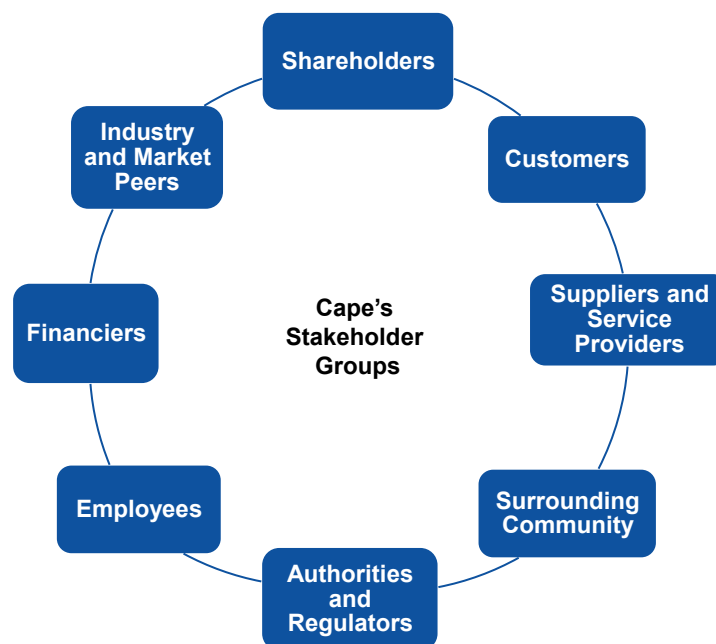 Shareholders
Customers
Suppliers and
Service
Providers
Surrounding
Community
Authorities
and
Regulators
Employees
Financiers
Industry
and Market
Peers
Cape’s
Stakeholder
Groups